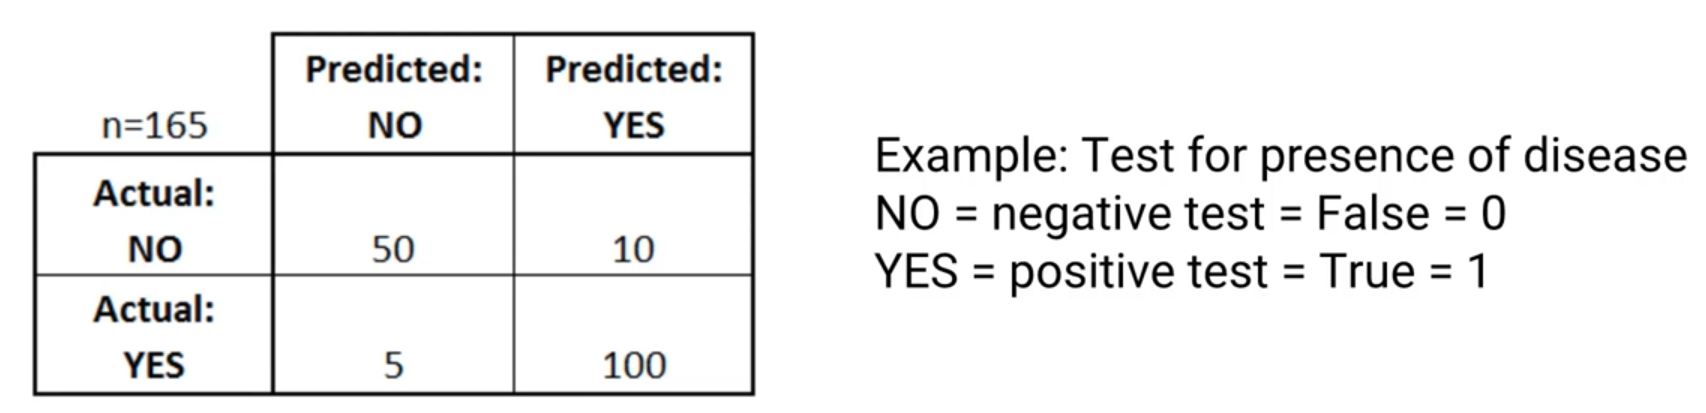 Predicted: Predicted:
n=165 NO YES
Actual:
NO 50 10
Actual:
YES 5 100
Example: Test for presence of disease
NO = negative test = False = 0
YES = positive test = True = 1